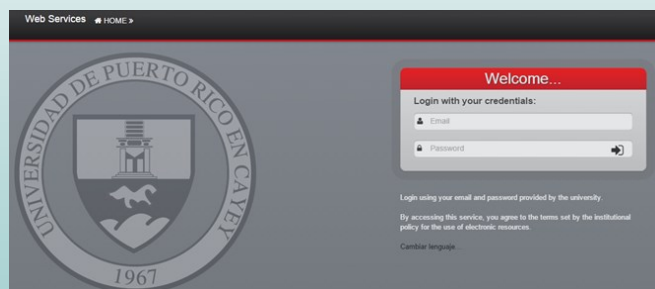 Web Services HOME »
UNIVERSIDAD DE PUERTO RICO EN CAYEY
1967
Welcome...
Login with your credentials:
Email
Password
Login using your email and password provided by the university.
By accessing this service, you agree to the terms set by the institutional
policy for the use of electronic resources.
Cambiar lenguaje...